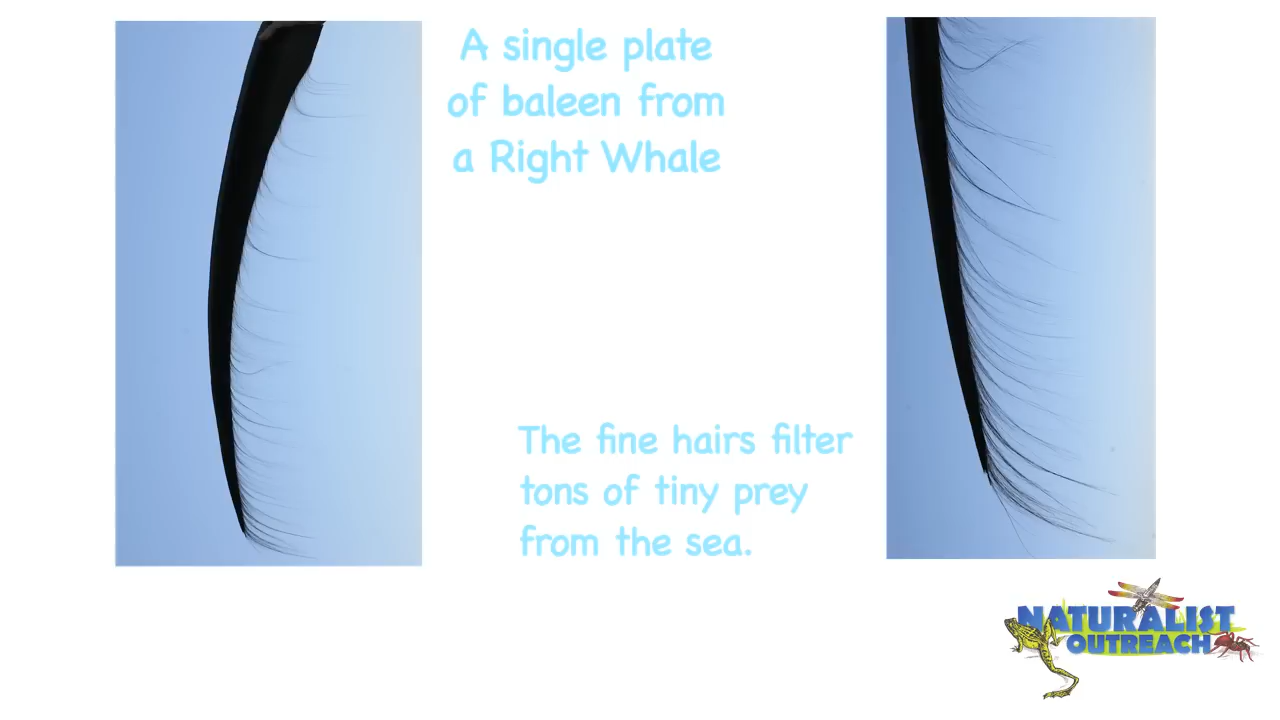 A single plate
of baleen from
a Right Whale
The fine hairs filter
tons of tiny prey
from the sea.
NATURALIST
OUTREACH